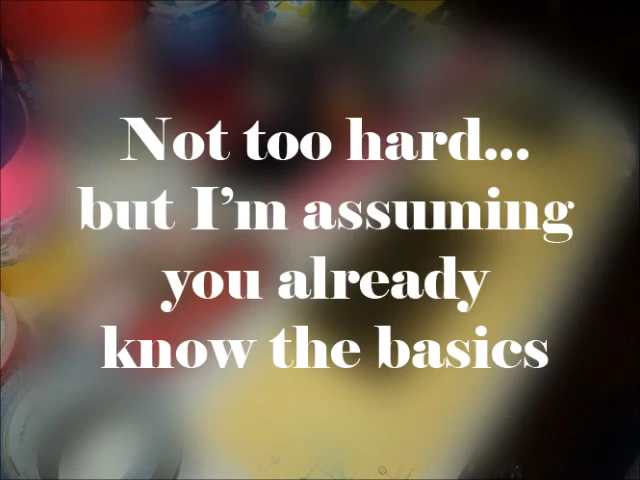 Not too hard...
but I’m assuming
you already
know the basics